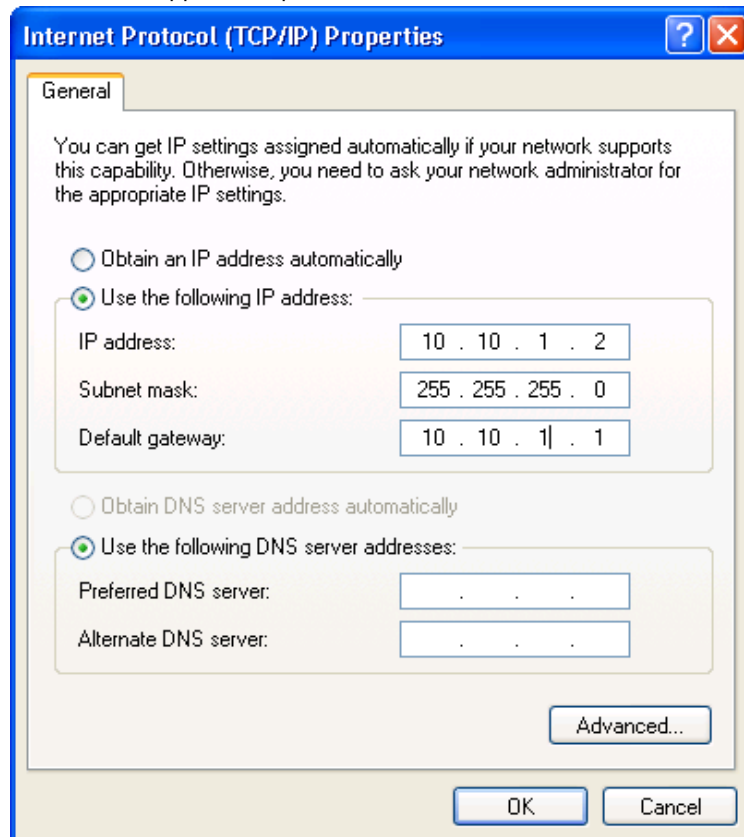 Internet Protocol (TCP/IP) Properties
General
You can get IP settings assigned automatically if your network supports
this capability. Otherwise, you need to ask your network administrator for
the appropriate IP settings.
Obtain an IP address automatically
Use the following IP address:
IP address: 10 . 10 . 1 . 2
Subnet mask: 255 . 255 . 255 . 0
Default gateway: 10 . 10 . 1 . 1
Obtain DNS server address automatically
Use the following DNS server addresses:
Preferred DNS server: . . .
Alternate DNS server: . . .
Advanced...
OK Cancel